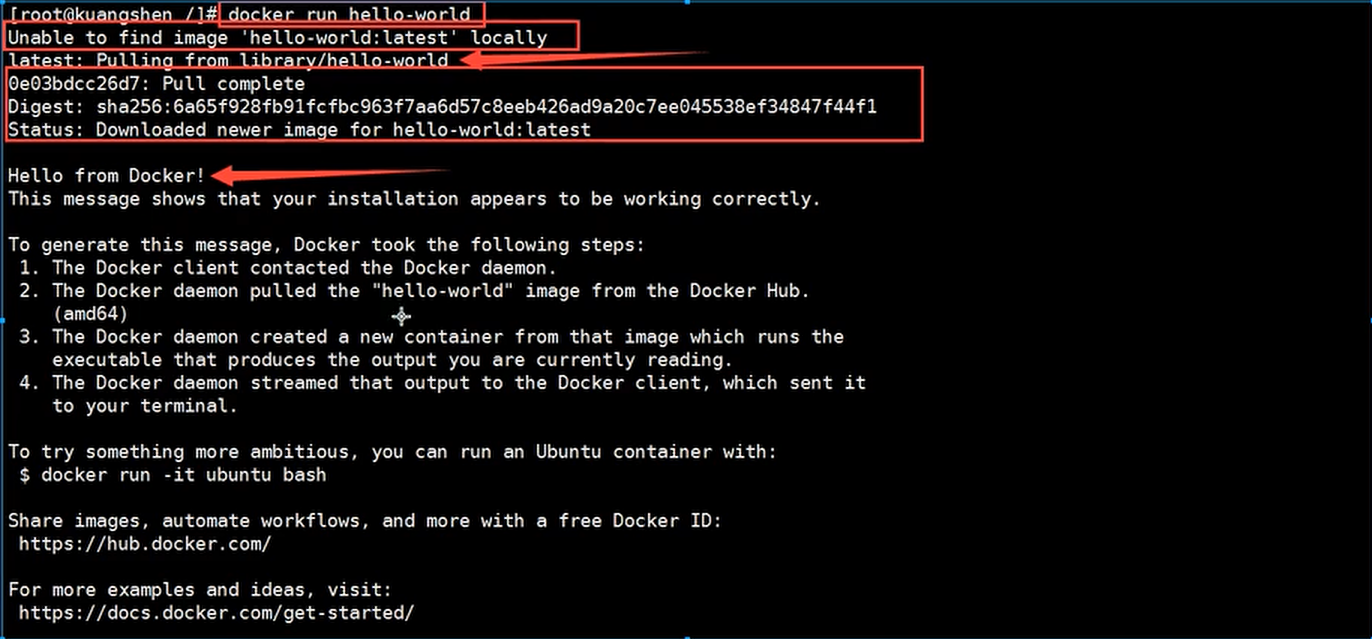 [root@kuangshen /]# docker run hello-world
Unable to find image 'hello-world:latest' locally
latest: Pulling from library/hello-world
0e03bdcc26d7: Pull complete
Digest: sha256:6a65f928fb91fcfbc963f7aa6d57c8eeb426ad9a20c7ee045538ef34847f44f1
Status: Downloaded newer image for hello-world:latest
Hello from Docker!
This message shows that your installation appears to be working correctly.
To generate this message, Docker took the following steps:
1. The Docker client contacted the Docker daemon.
2. The Docker daemon pulled the "hello-world" image from the Docker Hub.
(amd64)
3. The Docker daemon created a new container from that image which runs the
executable that produces the output you are currently reading.
4. The Docker daemon streamed that output to the Docker client, which sent it
to your terminal.
To try something more ambitious, you can run an Ubuntu container with:
$ docker run -it ubuntu bash
Share images, automate workflows, and more with a free Docker ID:
https://hub.docker.com/
For more examples and ideas, visit:
https://docs.docker.com/get-started/